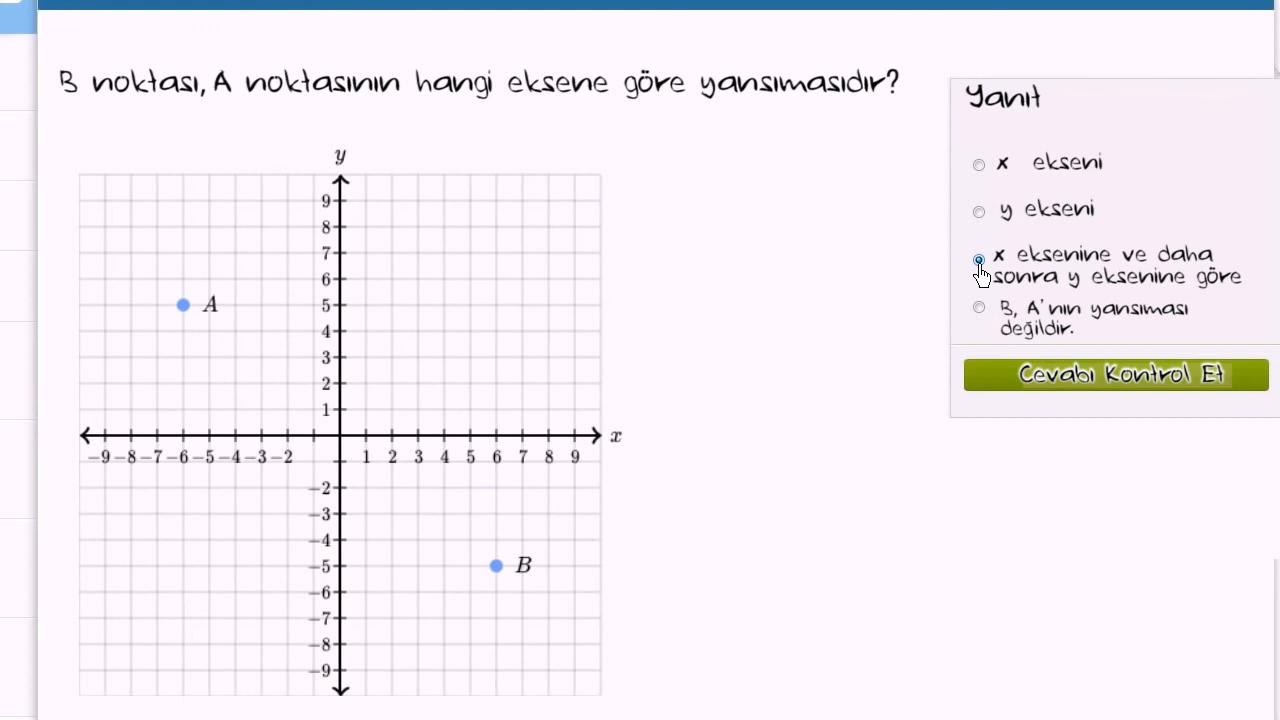 B noktası, A noktasının hangi eksene göre yansımasıdır?
Yanıt
x ekseni
y ekseni
x eksenine ve daha
sonra y eksenine göre
B, A'nın yansıması
değildir.
Cevabı Kontrol Et
y
9
8
7
6
5
A
4
3
2
1
x
−9 −8 −7 −6 −5 −4 −3 −2 1 2 3 4 5 6 7 8 9
−2
−3
−4
−5
B
−6
−7
−8
−9